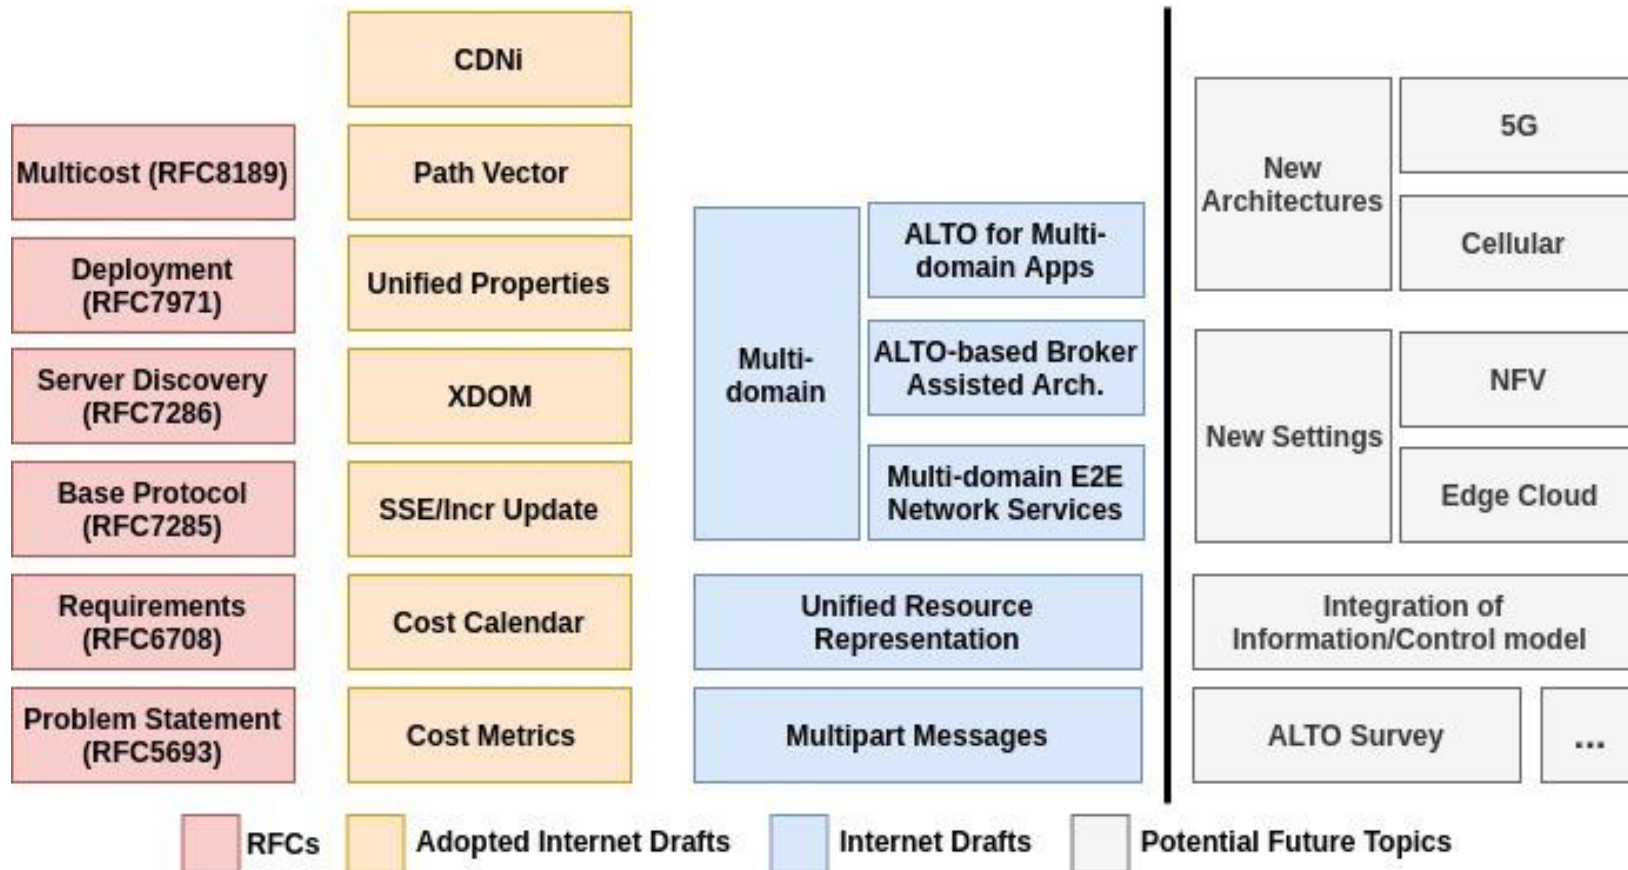 CDNi
Multicost (RFC8189)
Path Vector
Deployment
(RFC7971)
Unified Properties
Server Discovery
(RFC7286)
XDOM
Base Protocol
(RFC7285)
SSE/Incr Update
Requirements
(RFC6708)
Cost Calendar
Problem Statement
(RFC5693)
Cost Metrics
Multi-
domain
ALTO for Multi-
domain Apps
ALTO-based Broker
Assisted Arch.
Multi-domain E2E
Network Services
Unified Resource
Representation
Multipart Messages
New
Architectures
5G
Cellular
New Settings
NFV
Edge Cloud
Integration of
Information/Control model
ALTO Survey
...
RFCs
Adopted Internet Drafts
Internet Drafts
Potential Future Topics